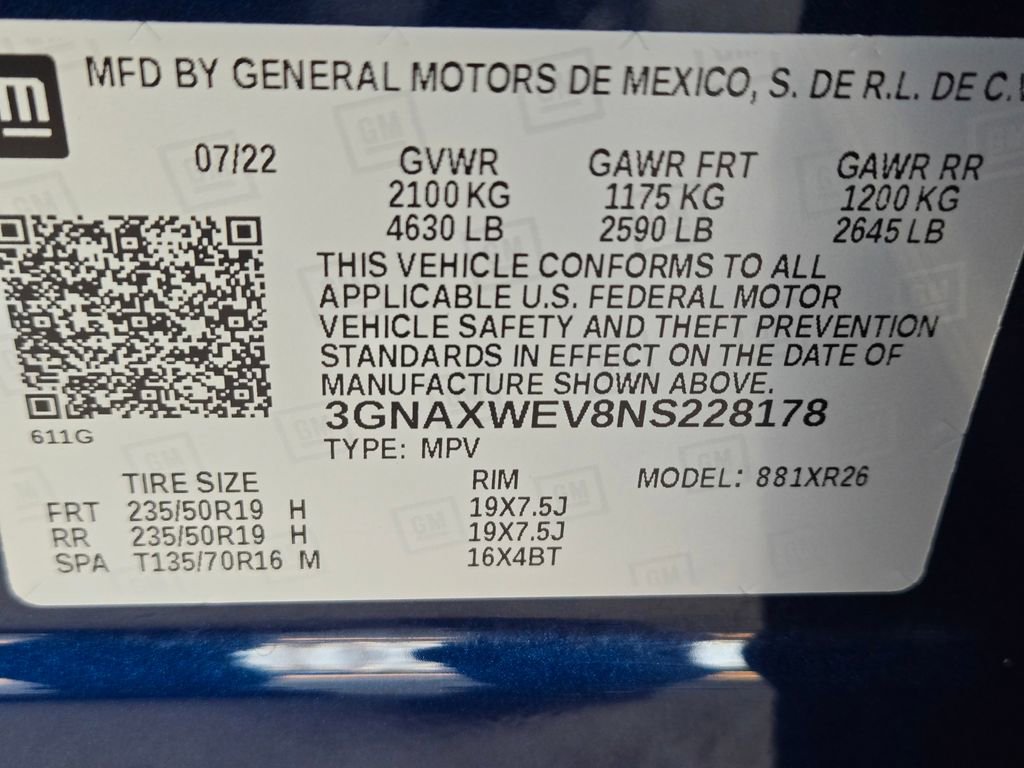 GM
MFD BY GENERAL MOTORS DE MEXICO, S. DE R.L. DE C.V
07/22 GVWR GAWR FRT GAWR RR
2100 KG 1175 KG 1200 KG
4630 LB 2590 LB 2645 LB
THIS VEHICLE CONFORMS TO ALL
APPLICABLE U.S. FEDERAL MOTOR
VEHICLE SAFETY AND THEFT PREVENTION
STANDARDS IN EFFECT ON THE DATE OF
MANUFACTURE SHOWN ABOVE.
3GNAXWEV8NS228178
611G
TYPE: MPV
TIRE SIZE RIM MODEL: 881XR26
FRT 235/50R19 H 19X7.5J
RR 235/50R19 H 19X7.5J
SPA T135/70R16 M 16X4BT